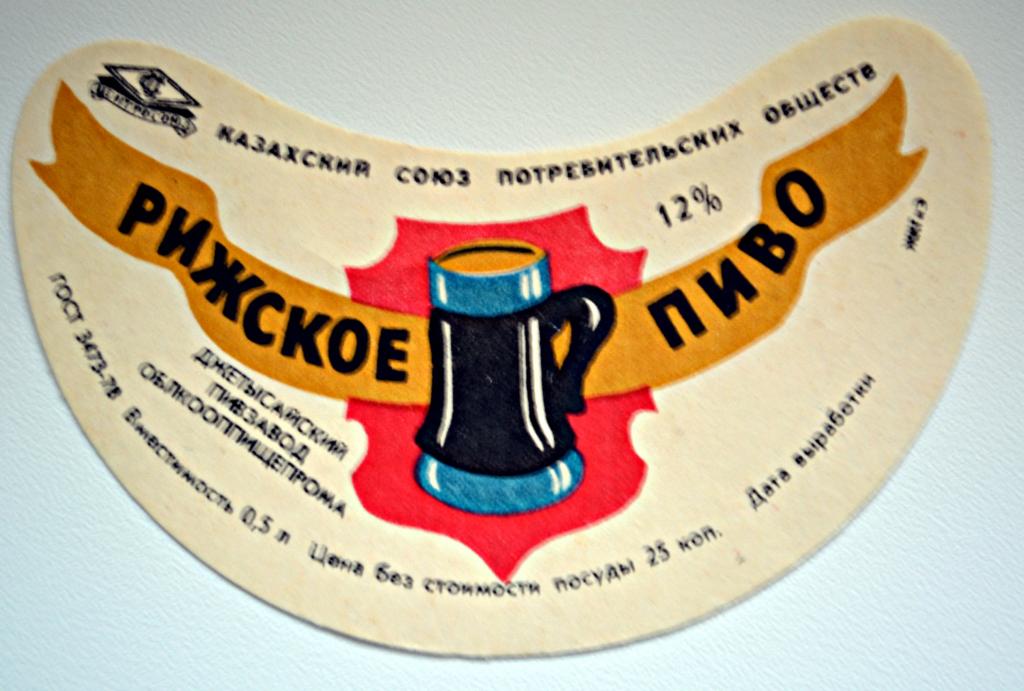 ЦЕНТРОСОЮЗ
КАЗАХСКИЙ СОЮЗ ПОТРЕБИТЕЛЬСКИХ ОБЩЕСТВ
12%
РИЖСКОЕ ПИВО
ДЖЕТЫСАЙСКИЙ
ПИВЗАВОД
ОБЛКООППИЩЕПРОМА
ГОСТ 3473-78 Вместимость 0,5 л Цена без стоимости посуды 25 коп.
Дата выработки